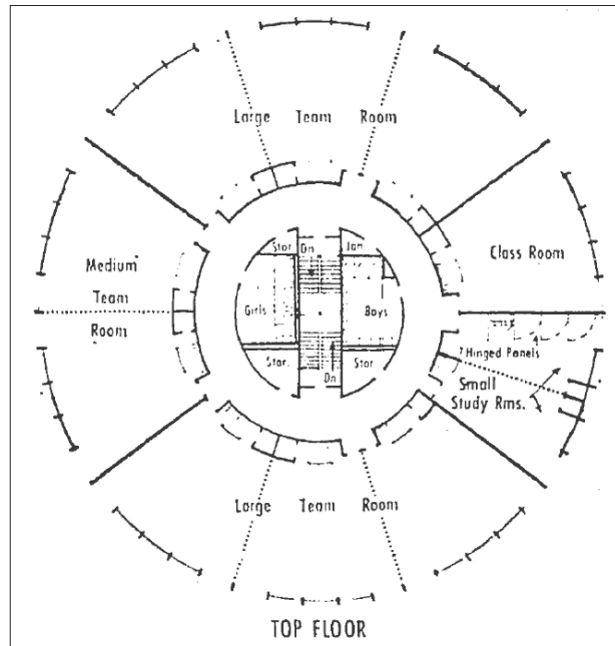 Large Team Room
Class Room
Medium
Team
Room
Stor.
Dn
Jan
Girls
Boys
Stor.
Dn
Stor
Hinged Panels
Small
Study Rms.
Large Team Room
TOP FLOOR